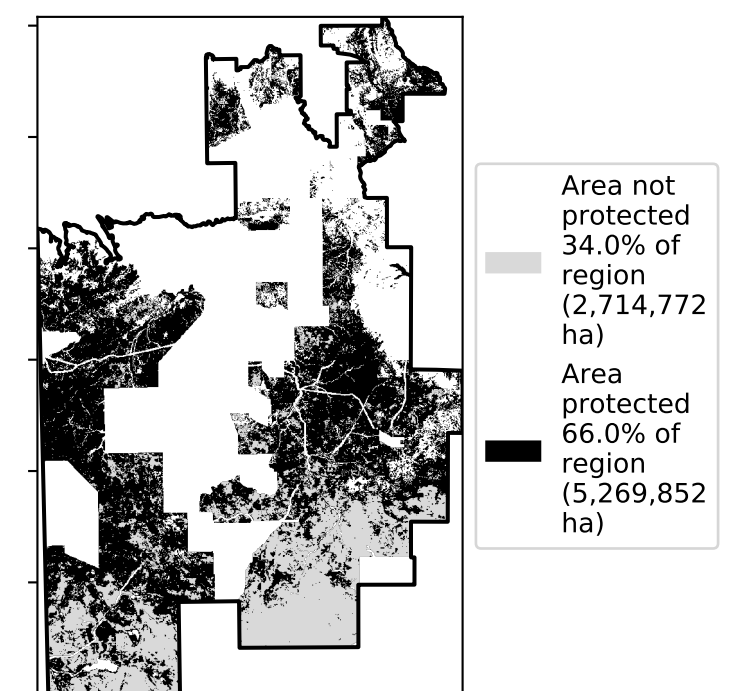 Area not
protected
34.0% of
region
(2,714,772
ha)
Area
protected
66.0% of
region
(5,269,852
ha)